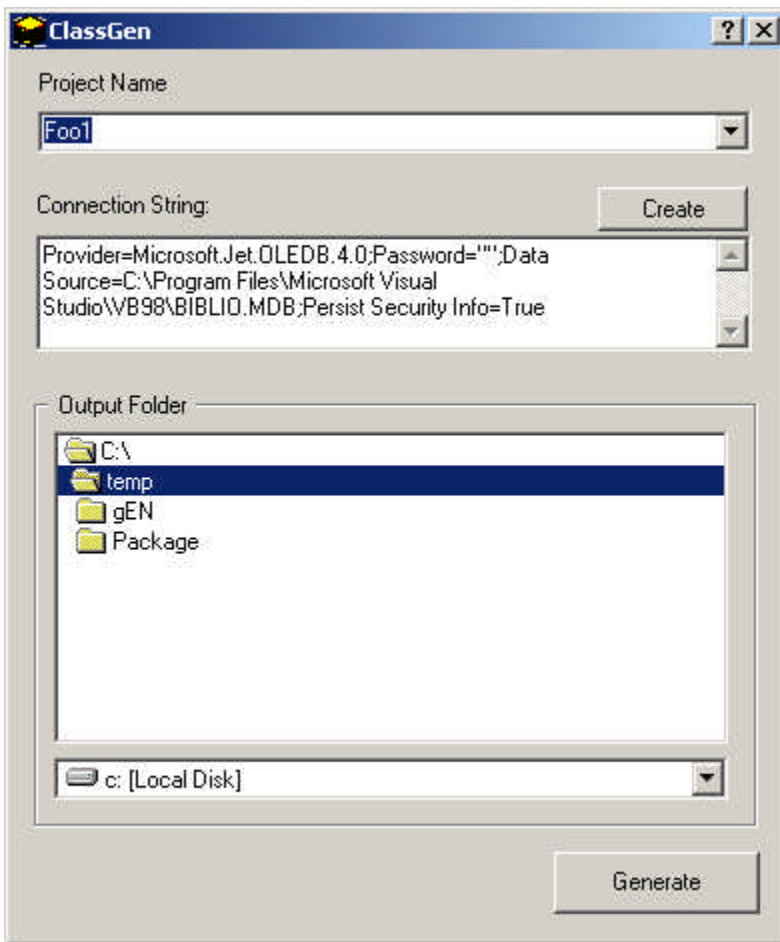 ClassGen
Project Name
Foo1
Connection String:
Create
Provider=Microsoft.Jet.OLEDB.4.0;Password="";Data
Source=C:\Program Files\Microsoft Visual
Studio\VB98\BIBLIO.MDB;Persist Security Info=True
Output Folder
C:\
temp
gEN
Package
c: [Local Disk]
Generate